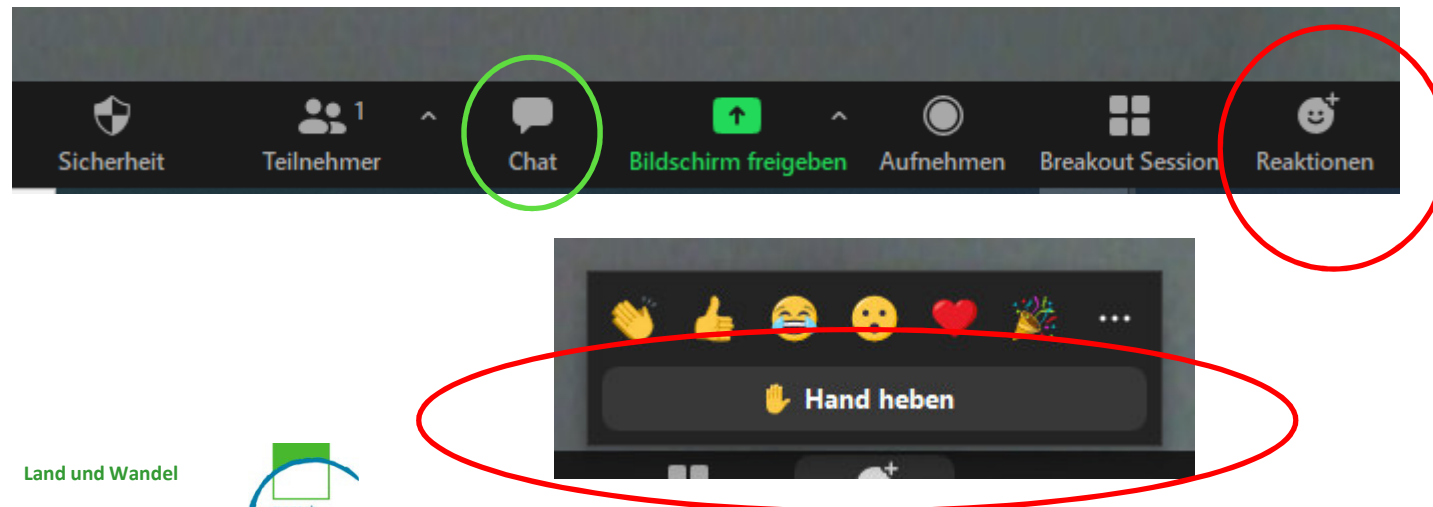 1
Sicherheit Teilnehmer Chat Bildschirm freigeben Aufnehmen Breakout Session Reaktionen
Hand heben
Land und Wandel